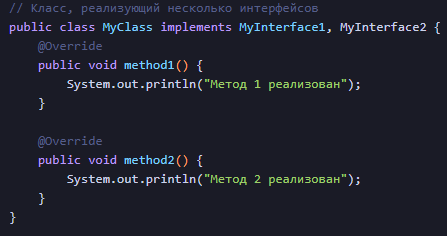 // Класс, реализующий несколько интерфейсов
public class MyClass implements MyInterface1, MyInterface2 {
    @Override
    public void method1() {
        System.out.println("Метод 1 реализован");
    }

    @Override
    public void method2() {
        System.out.println("Метод 2 реализован");
    }
}